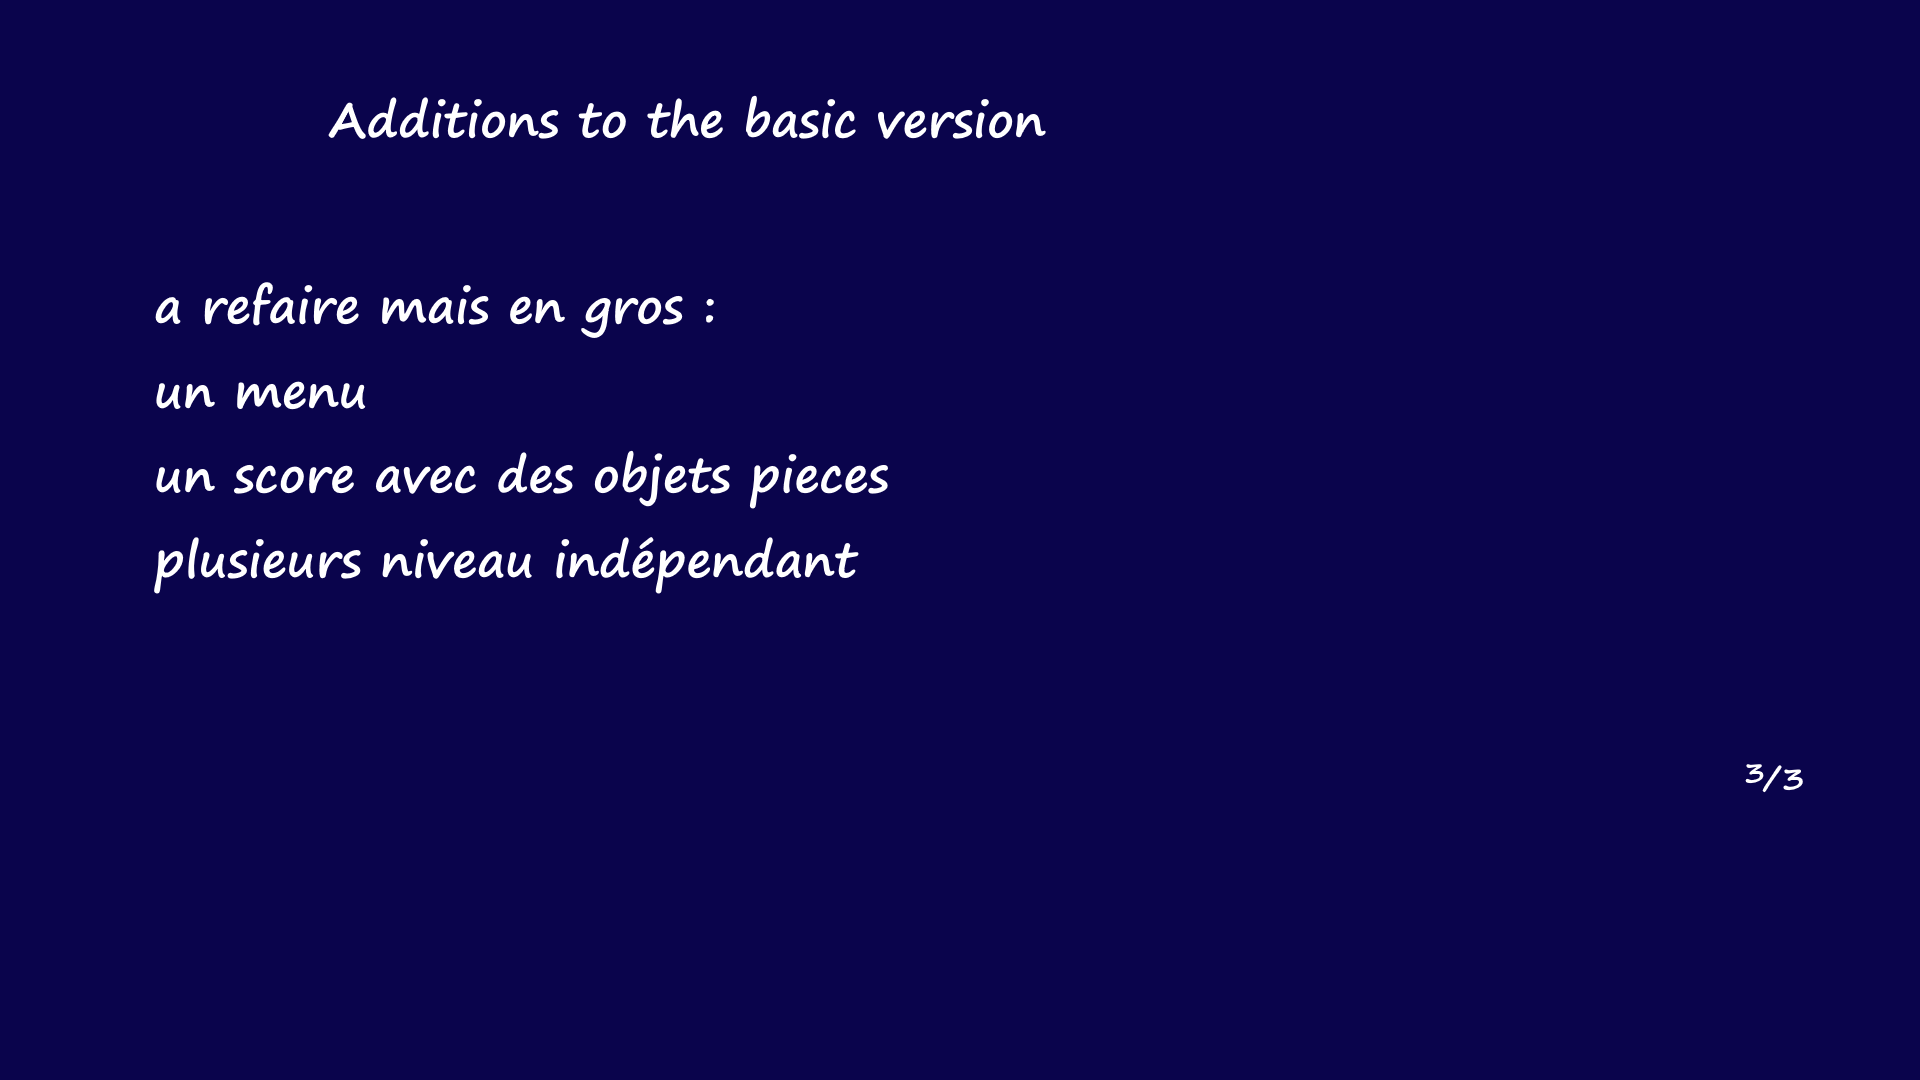 Additions to the basic version
a refaire mais en gros :
un menu
un score avec des objets pieces
plusieurs niveau indépendant
3/3